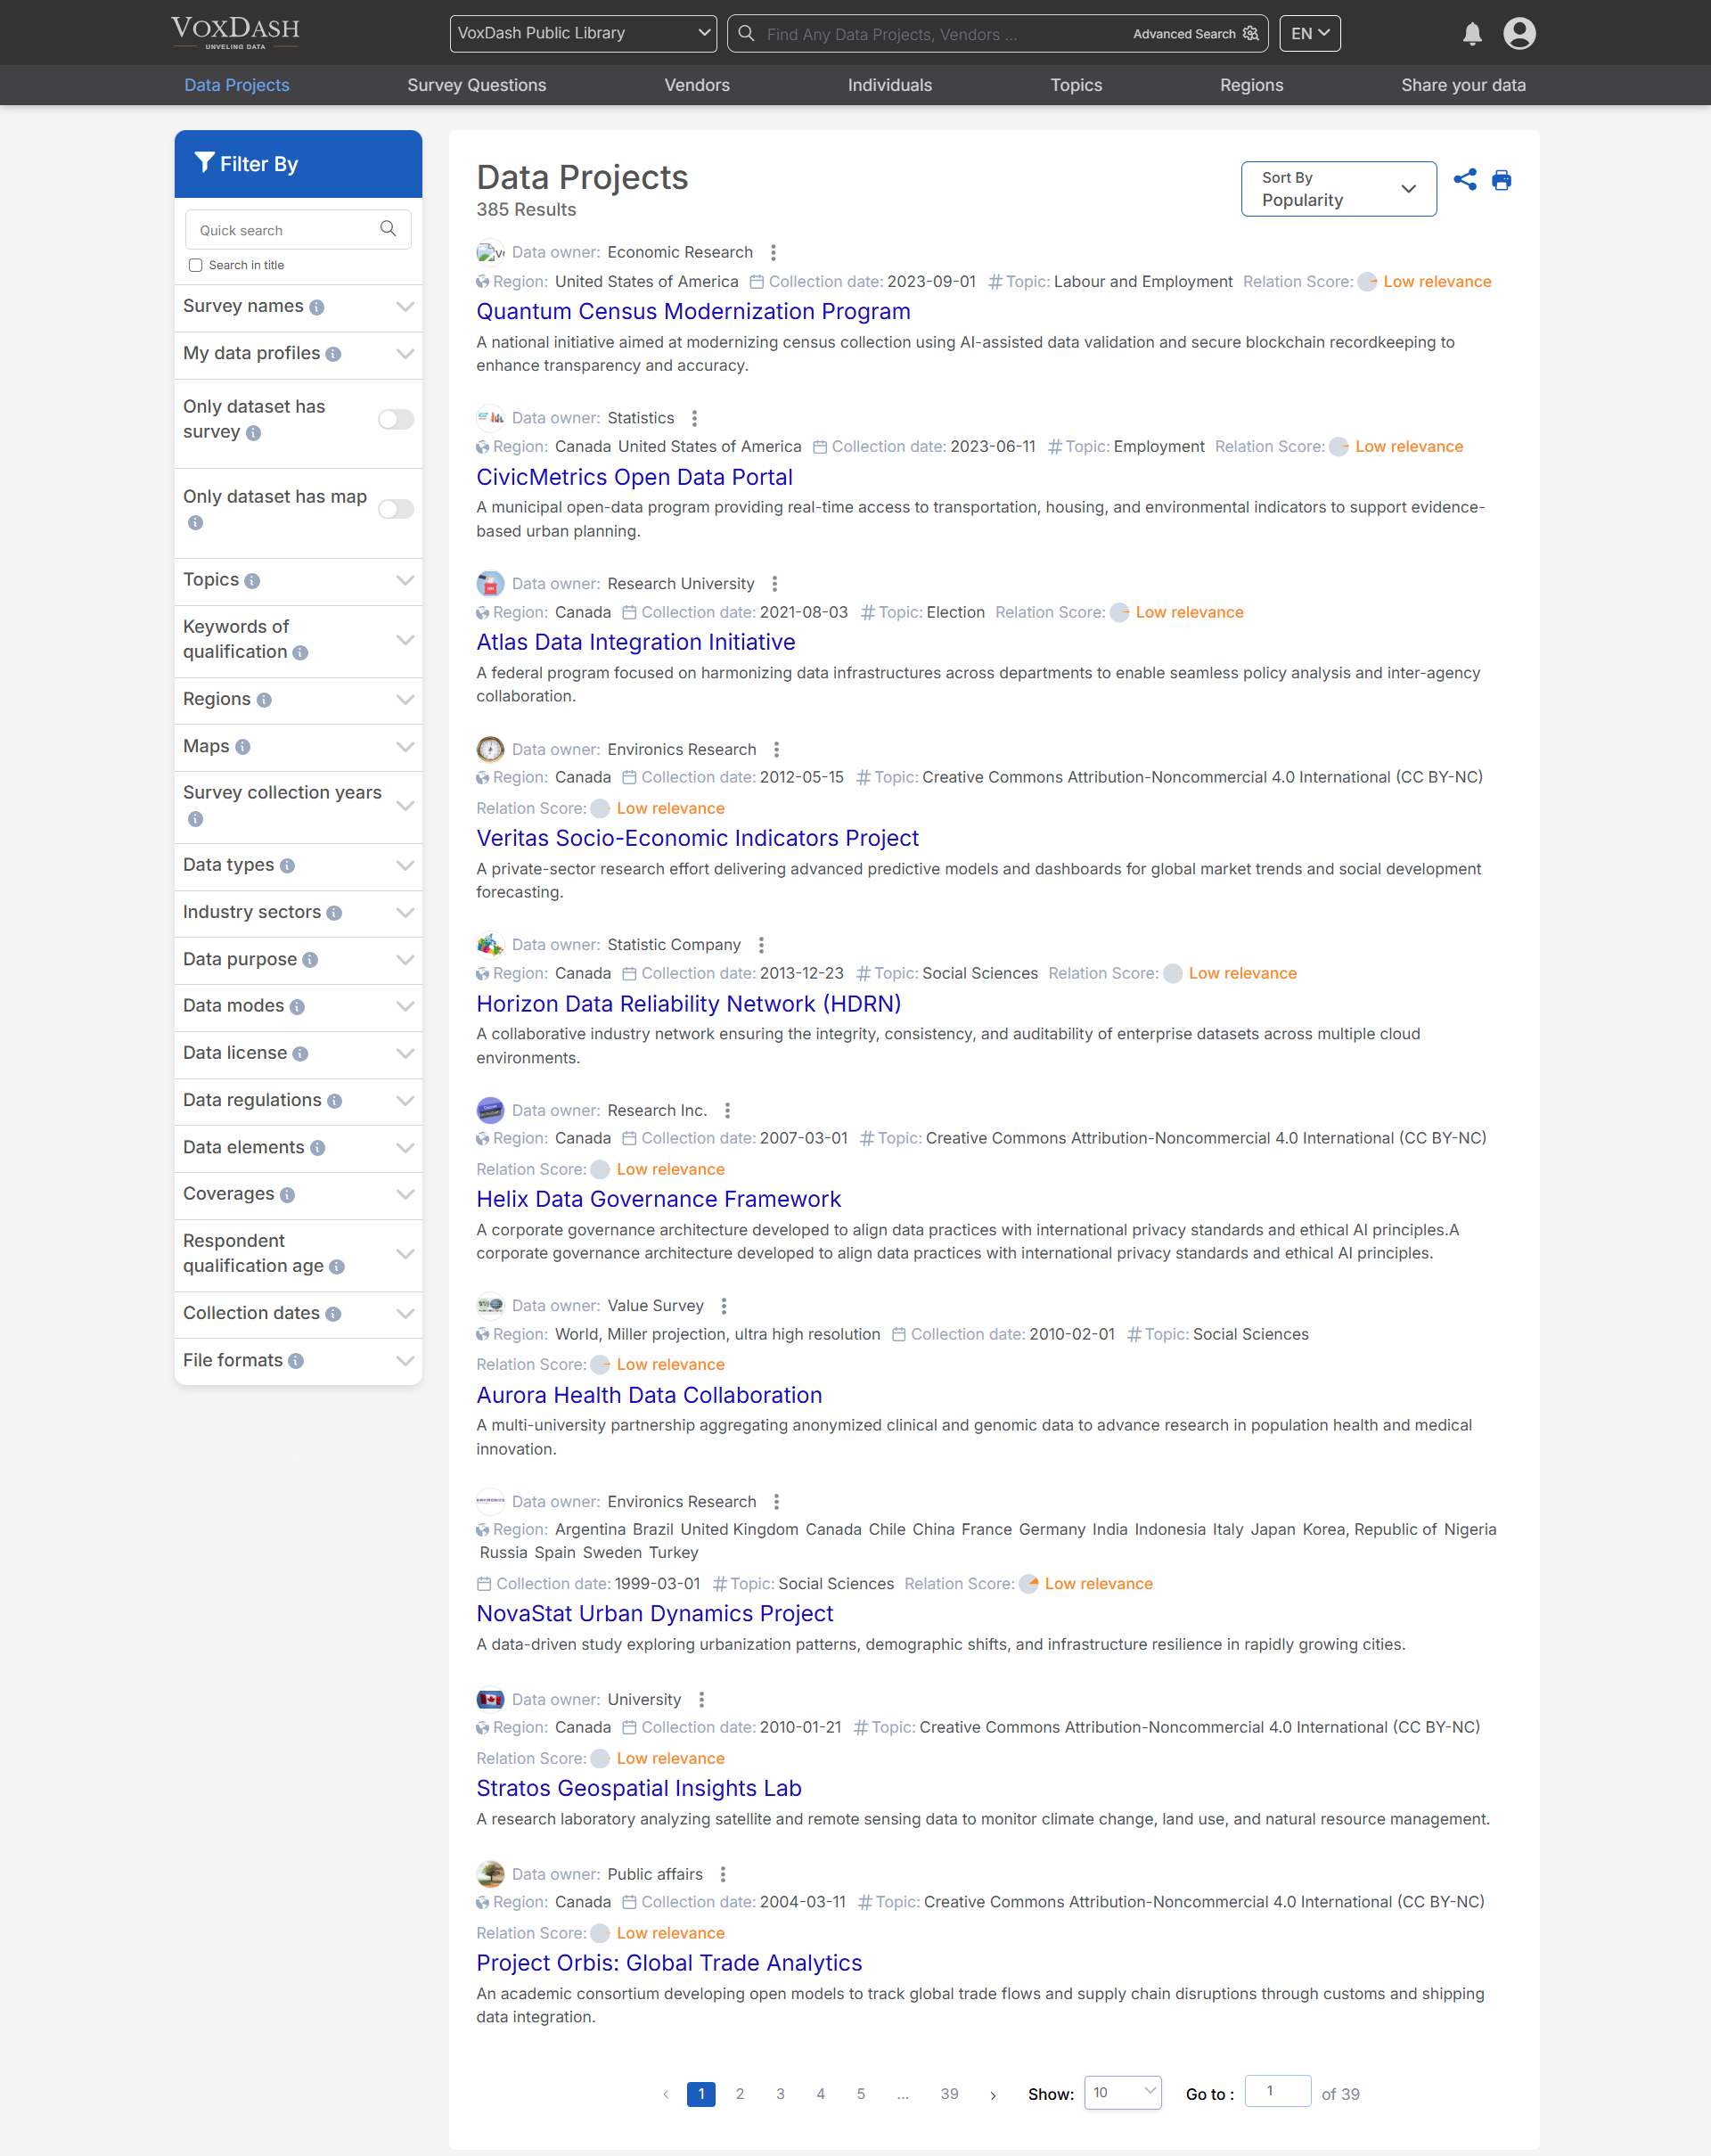 VOXDASH
UNVELING DATA
VoxDash Public Library
Find Any Data Projects, Vendors ...
Advanced Search
EN
Data Projects
Survey Questions
Vendors
Individuals
Topics
Regions
Share your data
Filter By
Quick search
Search in title
Survey names
My data profiles
Only dataset has
survey
Only dataset has map
Topics
Keywords of
qualification
Regions
Maps
Survey collection years
Data types
Industry sectors
Data purpose
Data modes
Data license
Data regulations
Data elements
Coverages
Respondent
qualification age
Collection dates
File formats
Data Projects
385 Results
Sort By
Popularity
Data owner: Economic Research
Region: United States of America Collection date: 2023-09-01 # Topic: Labour and Employment Relation Score: Low relevance
Quantum Census Modernization Program
A national initiative aimed at modernizing census collection using AI-assisted data validation and secure blockchain recordkeeping to
enhance transparency and accuracy.
Data owner: Statistics
Region: Canada United States of America Collection date: 2023-06-11 # Topic: Employment Relation Score: Low relevance
CivicMetrics Open Data Portal
A municipal open-data program providing real-time access to transportation, housing, and environmental indicators to support evidence-
based urban planning.
Data owner: Research University
Region: Canada Collection date: 2021-08-03 # Topic: Election Relation Score: Low relevance
Atlas Data Integration Initiative
A federal program focused on harmonizing data infrastructures across departments to enable seamless policy analysis and inter-agency
collaboration.
Data owner: Environics Research
Region: Canada Collection date: 2012-05-15 # Topic: Creative Commons Attribution-Noncommercial 4.0 International (CC BY-NC)
Relation Score: Low relevance
Veritas Socio-Economic Indicators Project
A private-sector research effort delivering advanced predictive models and dashboards for global market trends and social development
forecasting.
Data owner: Statistic Company
Region: Canada Collection date: 2013-12-23 # Topic: Social Sciences Relation Score: Low relevance
Horizon Data Reliability Network (HDRN)
A collaborative industry network ensuring the integrity, consistency, and auditability of enterprise datasets across multiple cloud
environments.
Data owner: Research Inc.
Region: Canada Collection date: 2007-03-01 # Topic: Creative Commons Attribution-Noncommercial 4.0 International (CC BY-NC)
Relation Score: Low relevance
Helix Data Governance Framework
A corporate governance architecture developed to align data practices with international privacy standards and ethical AI principles.A
corporate governance architecture developed to align data practices with international privacy standards and ethical AI principles.
Data owner: Value Survey
Region: World, Miller projection, ultra high resolution Collection date: 2010-02-01 # Topic: Social Sciences
Relation Score: Low relevance
Aurora Health Data Collaboration
A multi-university partnership aggregating anonymized clinical and genomic data to advance research in population health and medical
innovation.
Data owner: Environics Research
Region: Argentina Brazil United Kingdom Canada Chile China France Germany India Indonesia Italy Japan Korea, Republic of Nigeria
Russia Spain Sweden Turkey
Collection date: 1999-03-01 # Topic: Social Sciences Relation Score: Low relevance
NovaStat Urban Dynamics Project
A data-driven study exploring urbanization patterns, demographic shifts, and infrastructure resilience in rapidly growing cities.
Data owner: University
Region: Canada Collection date: 2010-01-21 # Topic: Creative Commons Attribution-Noncommercial 4.0 International (CC BY-NC)
Relation Score: Low relevance
Stratos Geospatial Insights Lab
A research laboratory analyzing satellite and remote sensing data to monitor climate change, land use, and natural resource management.
Data owner: Public affairs
Region: Canada Collection date: 2004-03-11 # Topic: Creative Commons Attribution-Noncommercial 4.0 International (CC BY-NC)
Relation Score: Low relevance
Project Orbis: Global Trade Analytics
An academic consortium developing open models to track global trade flows and supply chain disruptions through customs and shipping
data integration.
‹ 1 2 3 4 5 ... 39 › Show: 10 Go to : 1 of 39